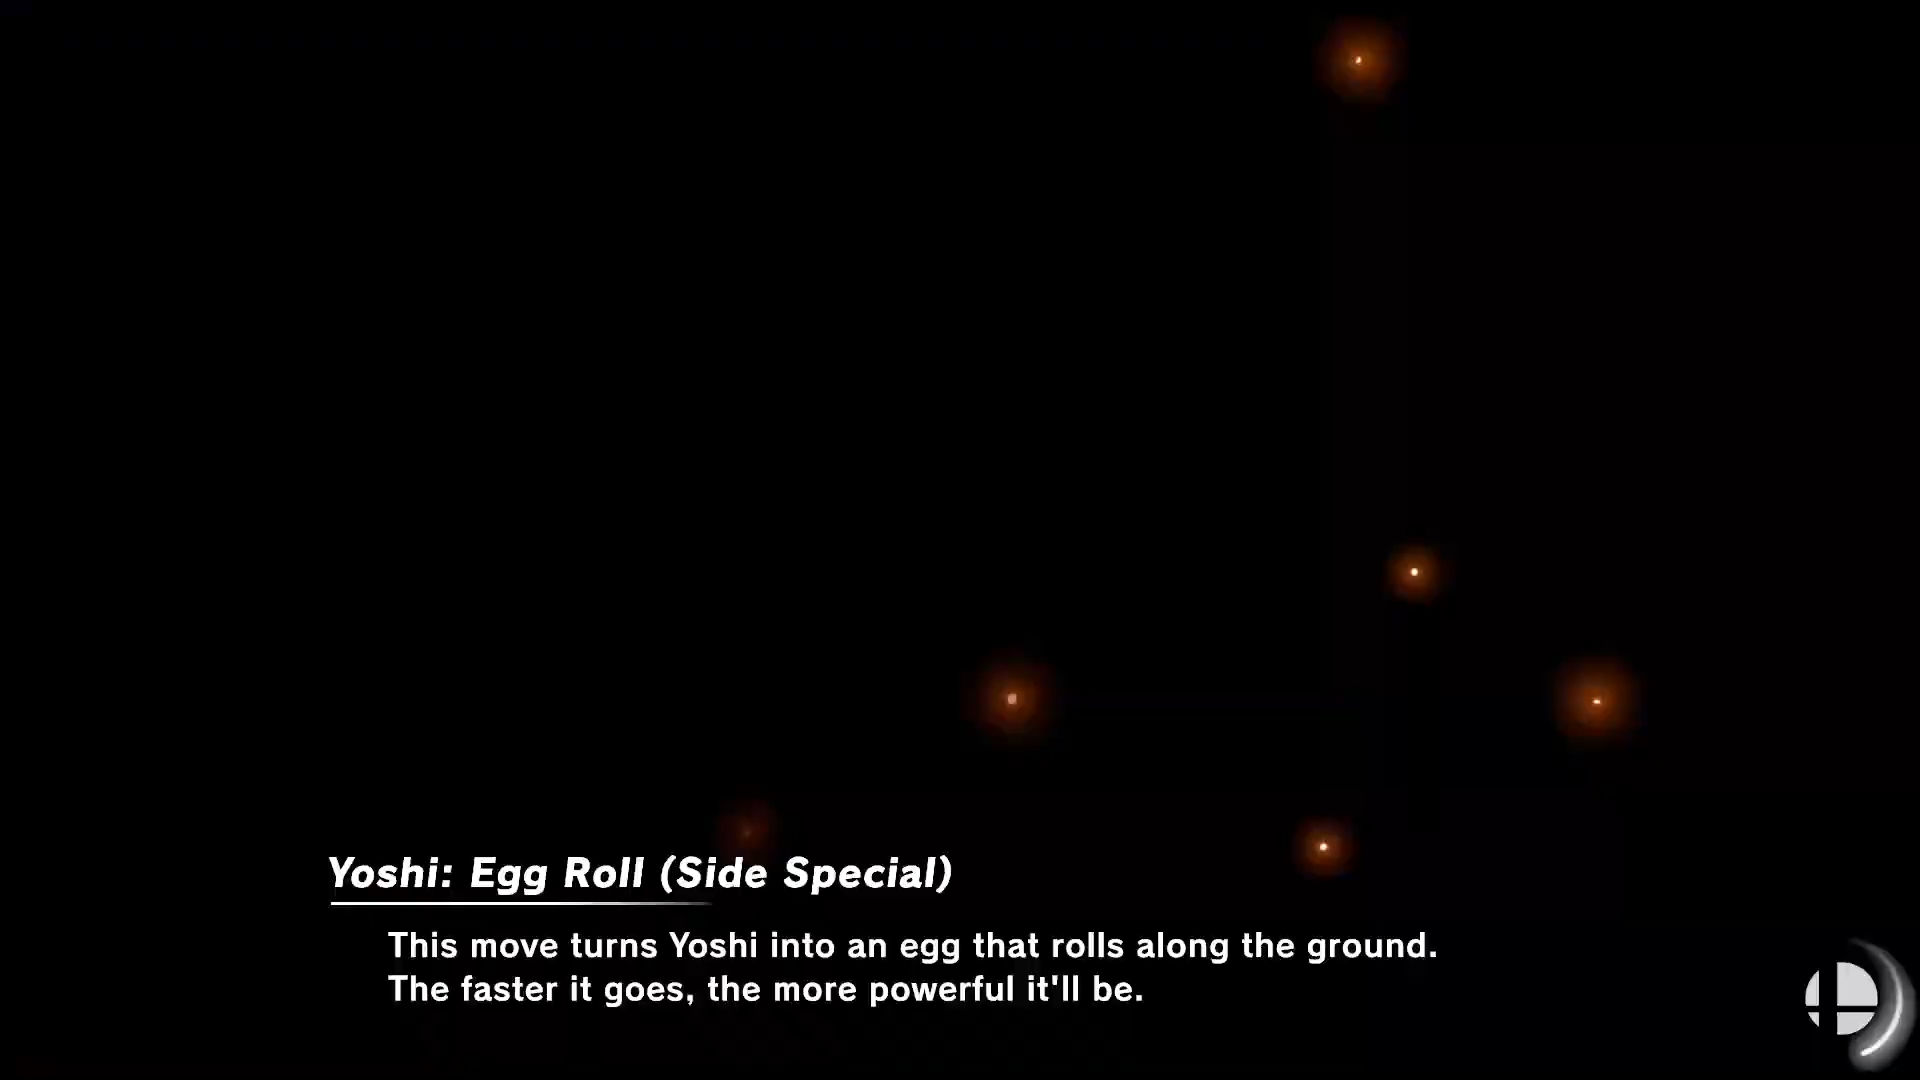 Yoshi: Egg Roll (Side Special)
This move turns Yoshi into an egg that rolls along the ground.
The faster it goes, the more powerful it'll be.